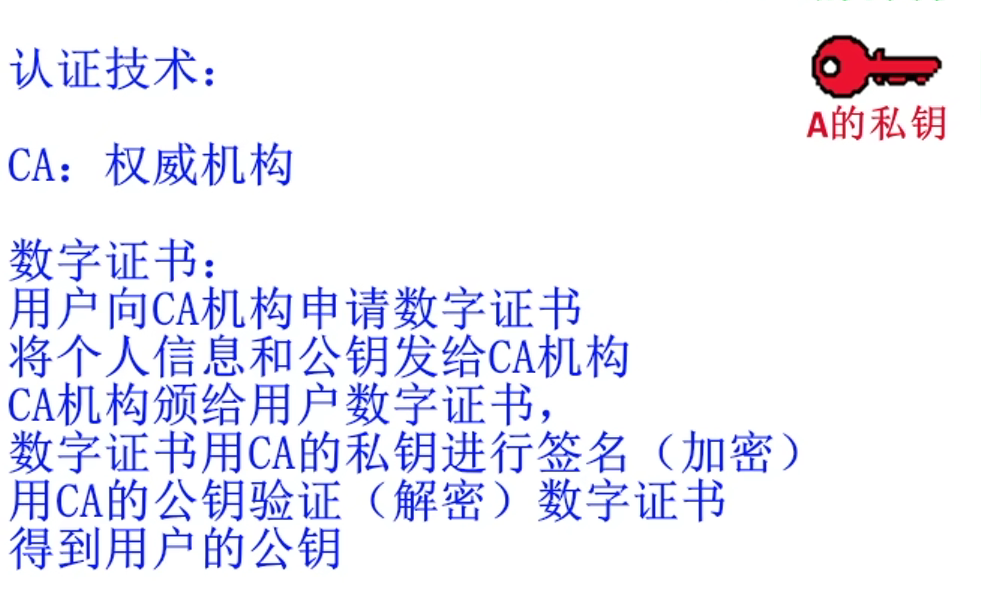 认证技术：
A的私钥
CA：权威机构
数字证书：
用户向CA机构申请数字证书
将个人信息和公钥发给CA机构
CA机构颁给用户数字证书，
数字证书用CA的私钥进行签名（加密）
用CA的公钥验证（解密）数字证书
得到用户的公钥